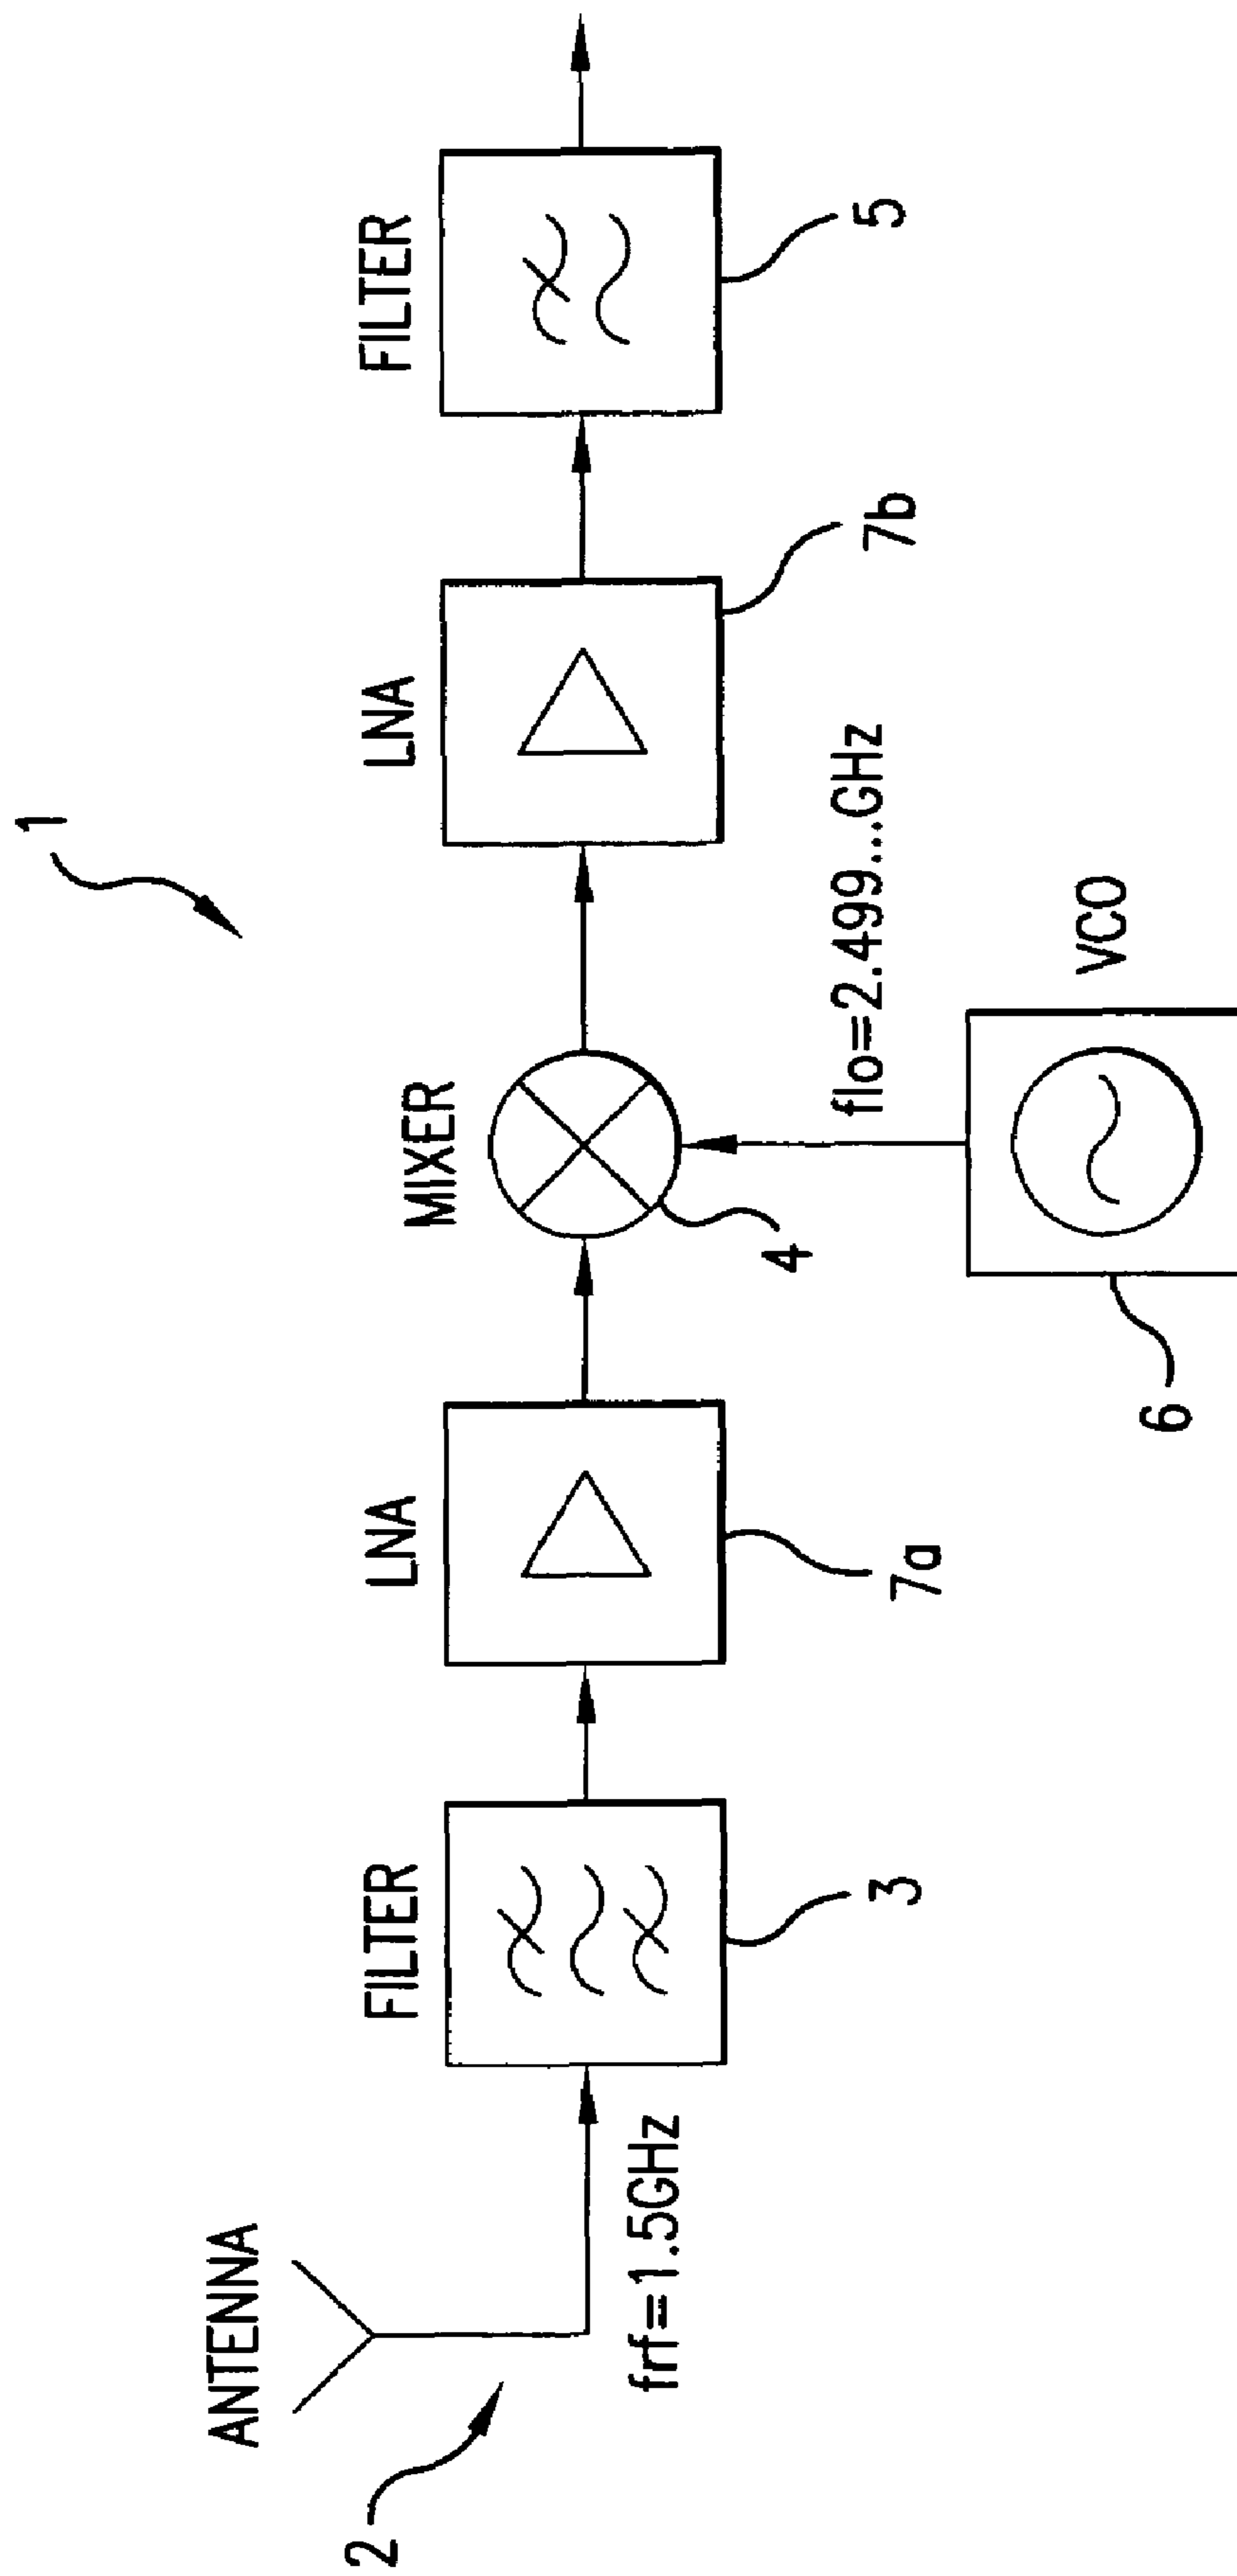 1
ANTENNA
2
frf=1.5GHz
FILTER
3
LNA
7a
MIXER
4
flo=2.499...GHz
VCO
6
LNA
7b
FILTER
5